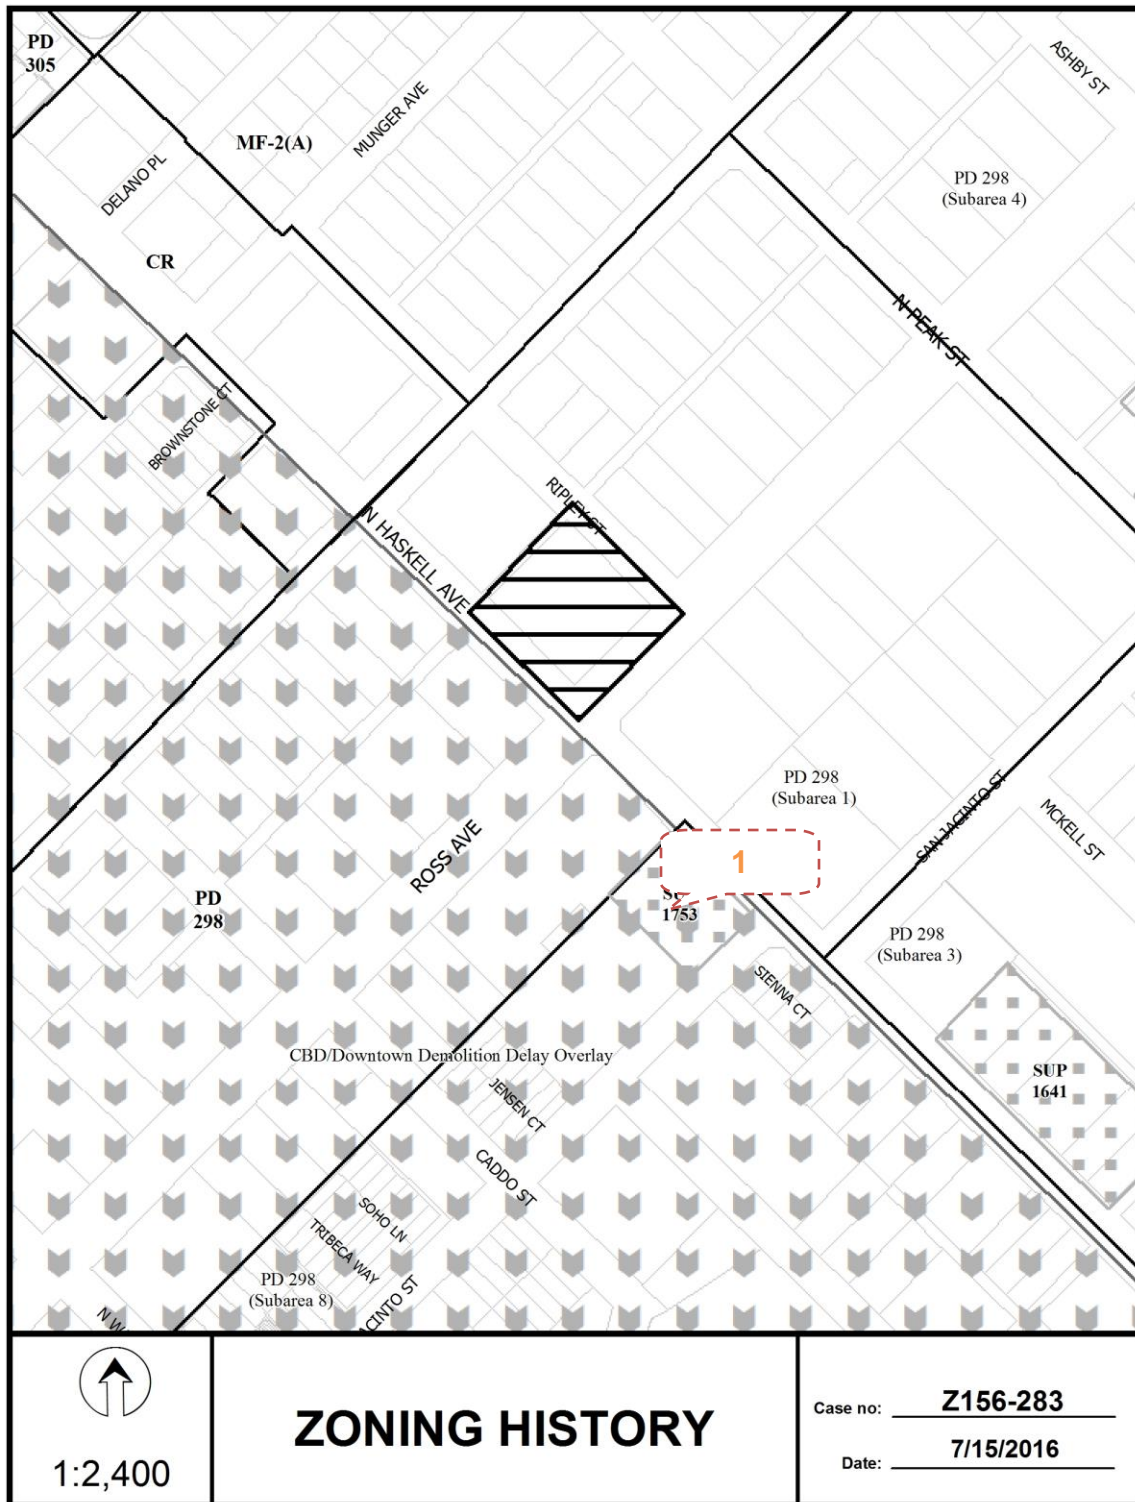 PD
305
ASHBY ST
MUNGER AVE
MF-2(A)
DELANO PL
PD 298
(Subarea 4)
CR
N PEAK ST
BROWNSTONE CT
RIPLEY ST
N HASKELL AVE
PD 298
(Subarea 1)
SAN JACINTO ST
MCKELL ST
ROSS AVE
1
1753
PD
298
PD 298
(Subarea 3)
SIENNA CT
CBD/Downtown Demolition Delay Overlay
SUP
1641
JENSEN CT
CADDO ST
SOHO LN
TRIBECA WAY
PD 298
(Subarea 8)
ACINTO ST
N W
1:2,400
ZONING HISTORY
Case no: Z156-283
Date: 7/15/2016